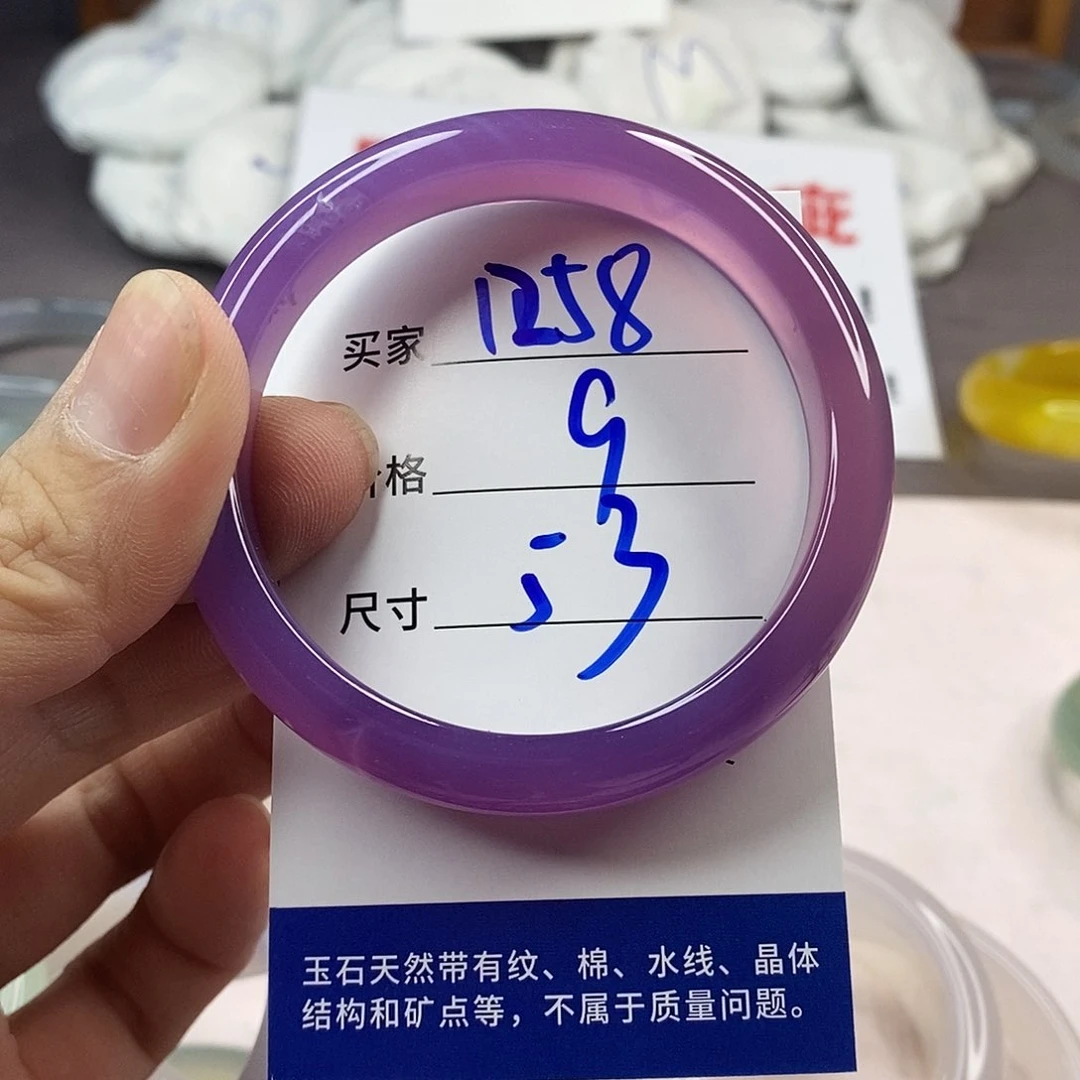 疵
买家 1258
格 9
尺寸 53
玉石天然带有纹、棉、水线、晶体
结构和矿点等，不属于质量问题。